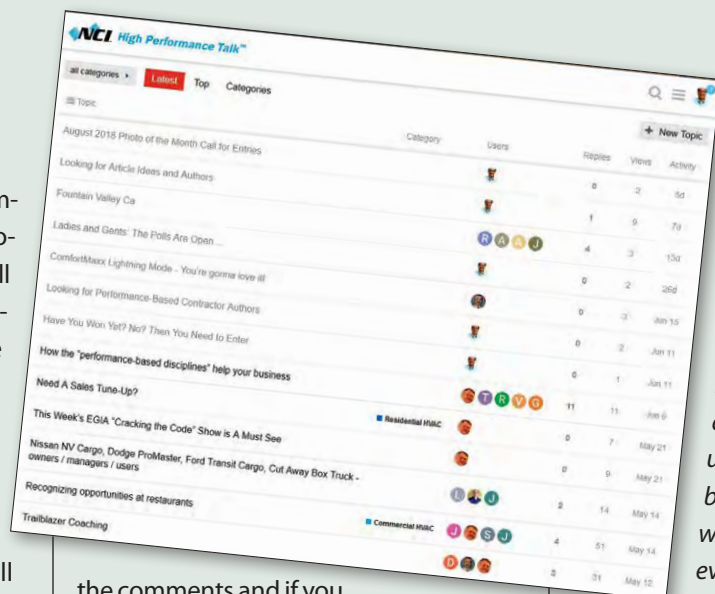 NCI High Performance Talk™
all categories Latest Top Categories
+ New Topic
Topic Category Users Replies Views Activity
August 2018 Photo of the Month Call for Entries 0 2 6d
Looking for Article Ideas and Authors 1 9 7d
Fountain Valley Ca R A A J 4 3 13d
Ladies and Gents: The Polls Are Open ... 0 2 26d
ComfortMaxx Lightning Mode - You're gonna love it! 0 3 Jun 15
Looking for Performance-Based Contractor Authors 0 2 Jun 11
Have You Won Yet? No? Then You Need to Enter 0 1 Jun 11
How the "performance-based disciplines" help your business T R V G 11 11 Jun 6
Need A Sales Tune-Up? Residential HVAC 0 7 May 21
This Week's EGIA "Cracking the Code" Show is A Must See 0 9 May 21
Nissan NV Cargo, Dodge ProMaster, Ford Transit Cargo, Cut Away Box Truck -
owners / managers / users L J 2 14 May 14
Recognizing opportunities at restaurants Commercial HVAC J S J 4 51 May 14
Trailblazer Coaching D 31 May 12
the comments and if you